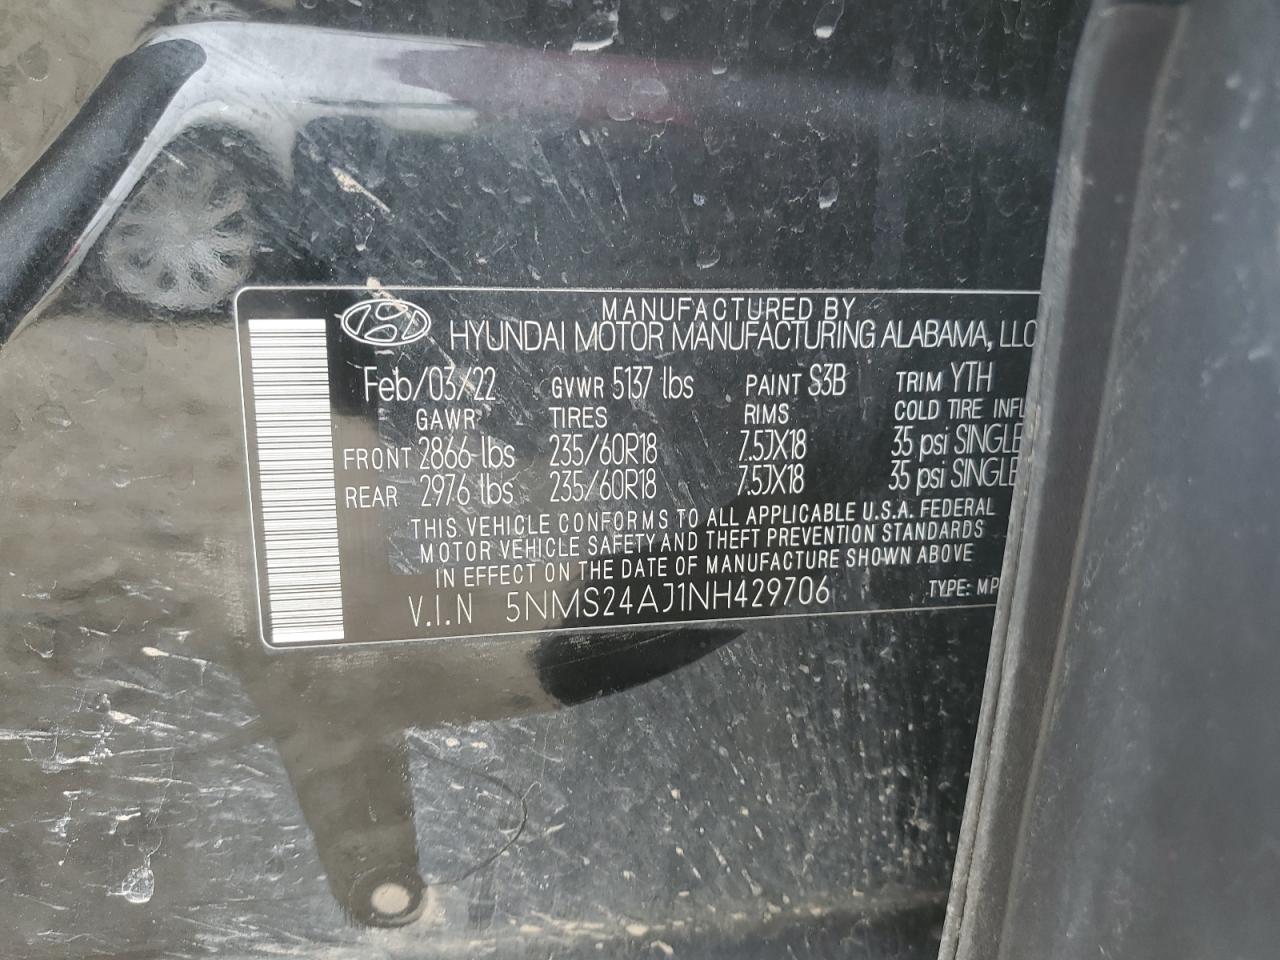 MANUFACTURED BY
HYUNDAI MOTOR MANUFACTURING ALABAMA, LLC
Feb/03/22 GVWR 5137 lbs PAINT S3B TRIM YTH
GAWR TIRES RIMS COLD TIRE INFL
FRONT 2866 lbs 235/60R18 7.5JX18 35 psi SINGLE
REAR 2976 lbs 235/60R18 7.5JX18 35 psi SINGLE
THIS VEHICLE CONFORMS TO ALL APPLICABLE U.S.A. FEDERAL
MOTOR VEHICLE SAFETY AND THEFT PREVENTION STANDARDS
IN EFFECT ON THE DATE OF MANUFACTURE SHOWN ABOVE
V.I.N 5NMS24AJ1NH429706 TYPE: MP